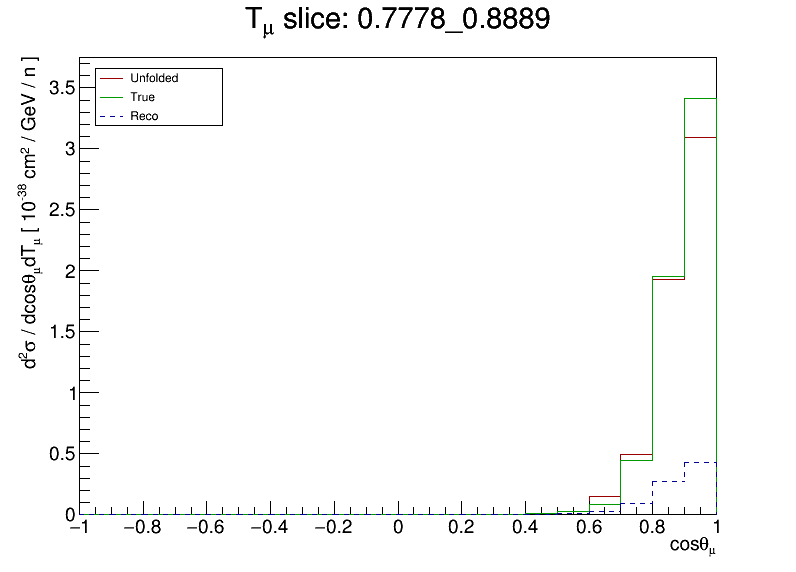 Tμ slice: 0.7778_0.8889
d²σ / dcosθμdTμ [ 10⁻³⁸ cm² / GeV / n ]
Unfolded
True
Reco
3.5
3
2.5
2
1.5
1
0.5
0
−1 −0.8 −0.6 −0.4 −0.2 0 0.2 0.4 0.6 0.8 1
cosθμ